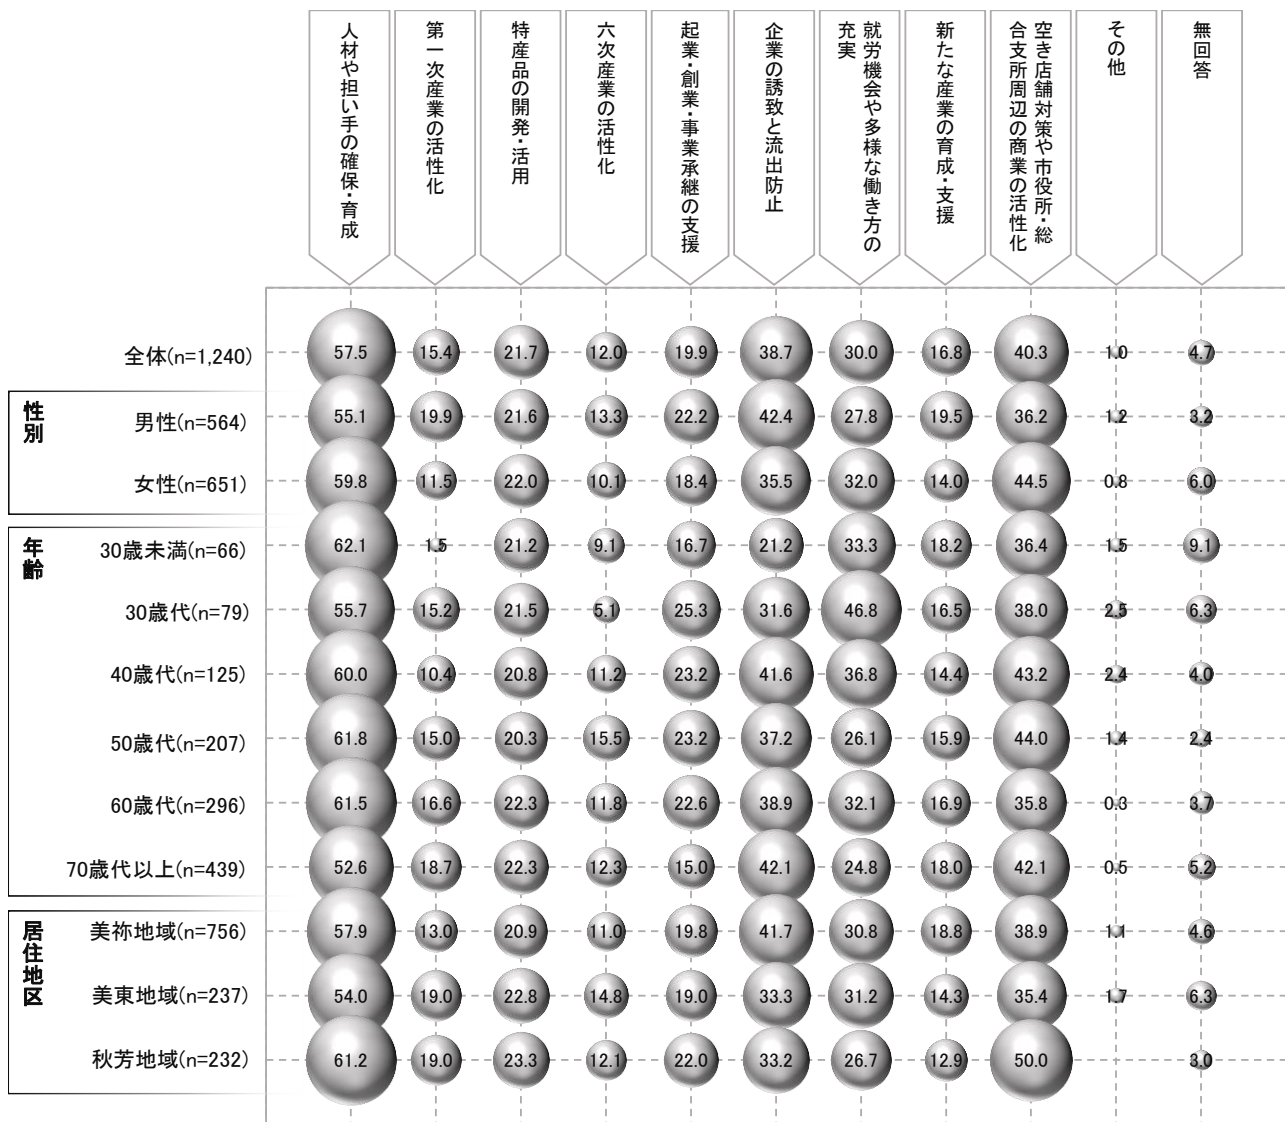 人材や担い手の確保・育成
第一次産業の活性化
特産品の開発・活用
六次産業の活性化
起業・創業・事業承継の支援
企業の誘致と流出防止
就労機会や多様な働き方の
充実
新たな産業の育成・支援
空き店舗対策や市役所・総
合支所周辺の商業の活性化
その他
無回答
全体(n=1,240) 57.5 15.4 21.7 12.0 19.9 38.7 30.0 16.8 40.3 1.0 4.7
性別
男性(n=564) 55.1 19.9 21.6 13.3 22.2 42.4 27.8 19.5 36.2 1.2 3.2
女性(n=651) 59.8 11.5 22.0 10.1 18.4 35.5 32.0 14.0 44.5 0.8 6.0
年齢
30歳未満(n=66) 62.1 1.5 21.2 9.1 16.7 21.2 33.3 18.2 36.4 1.5 9.1
30歳代(n=79) 55.7 15.2 21.5 5.1 25.3 31.6 46.8 16.5 38.0 2.5 6.3
40歳代(n=125) 60.0 10.4 20.8 11.2 23.2 41.6 36.8 14.4 43.2 2.4 4.0
50歳代(n=207) 61.8 15.0 20.3 15.5 23.2 37.2 26.1 15.9 44.0 1.4 2.4
60歳代(n=296) 61.5 16.6 22.3 11.8 22.6 38.9 32.1 16.9 35.8 0.3 3.7
70歳代以上(n=439) 52.6 18.7 22.3 12.3 15.0 42.1 24.8 18.0 42.1 0.5 5.2
居住地区
美祢地域(n=756) 57.9 13.0 20.9 11.0 19.8 41.7 30.8 18.8 38.9 1.1 4.6
美東地域(n=237) 54.0 19.0 22.8 14.8 19.0 33.3 31.2 14.3 35.4 1.7 6.3
秋芳地域(n=232) 61.2 19.0 23.3 12.1 22.0 33.2 26.7 12.9 50.0 3.0